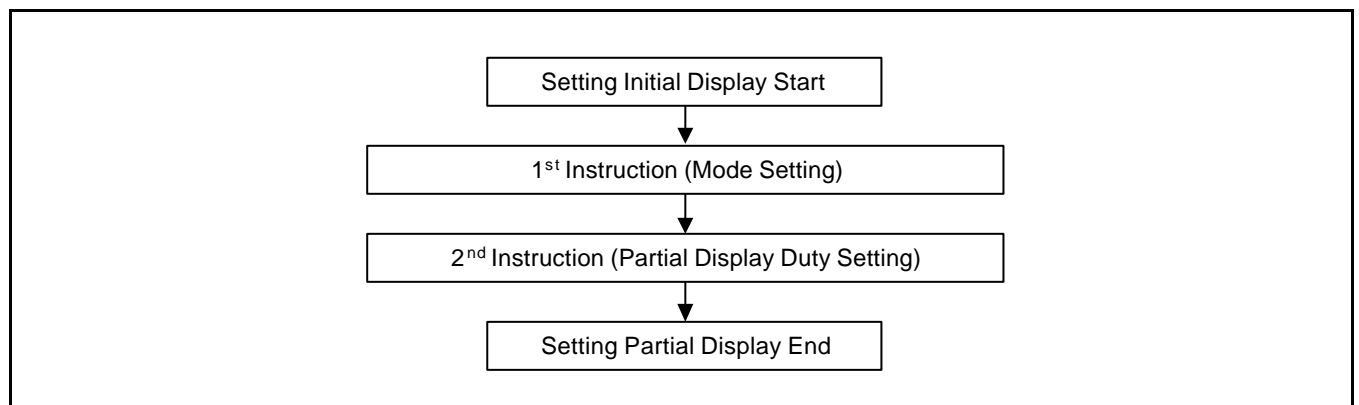 Setting Initial Display Start
1st Instruction (Mode Setting)
2nd Instruction (Partial Display Duty Setting)
Setting Partial Display End